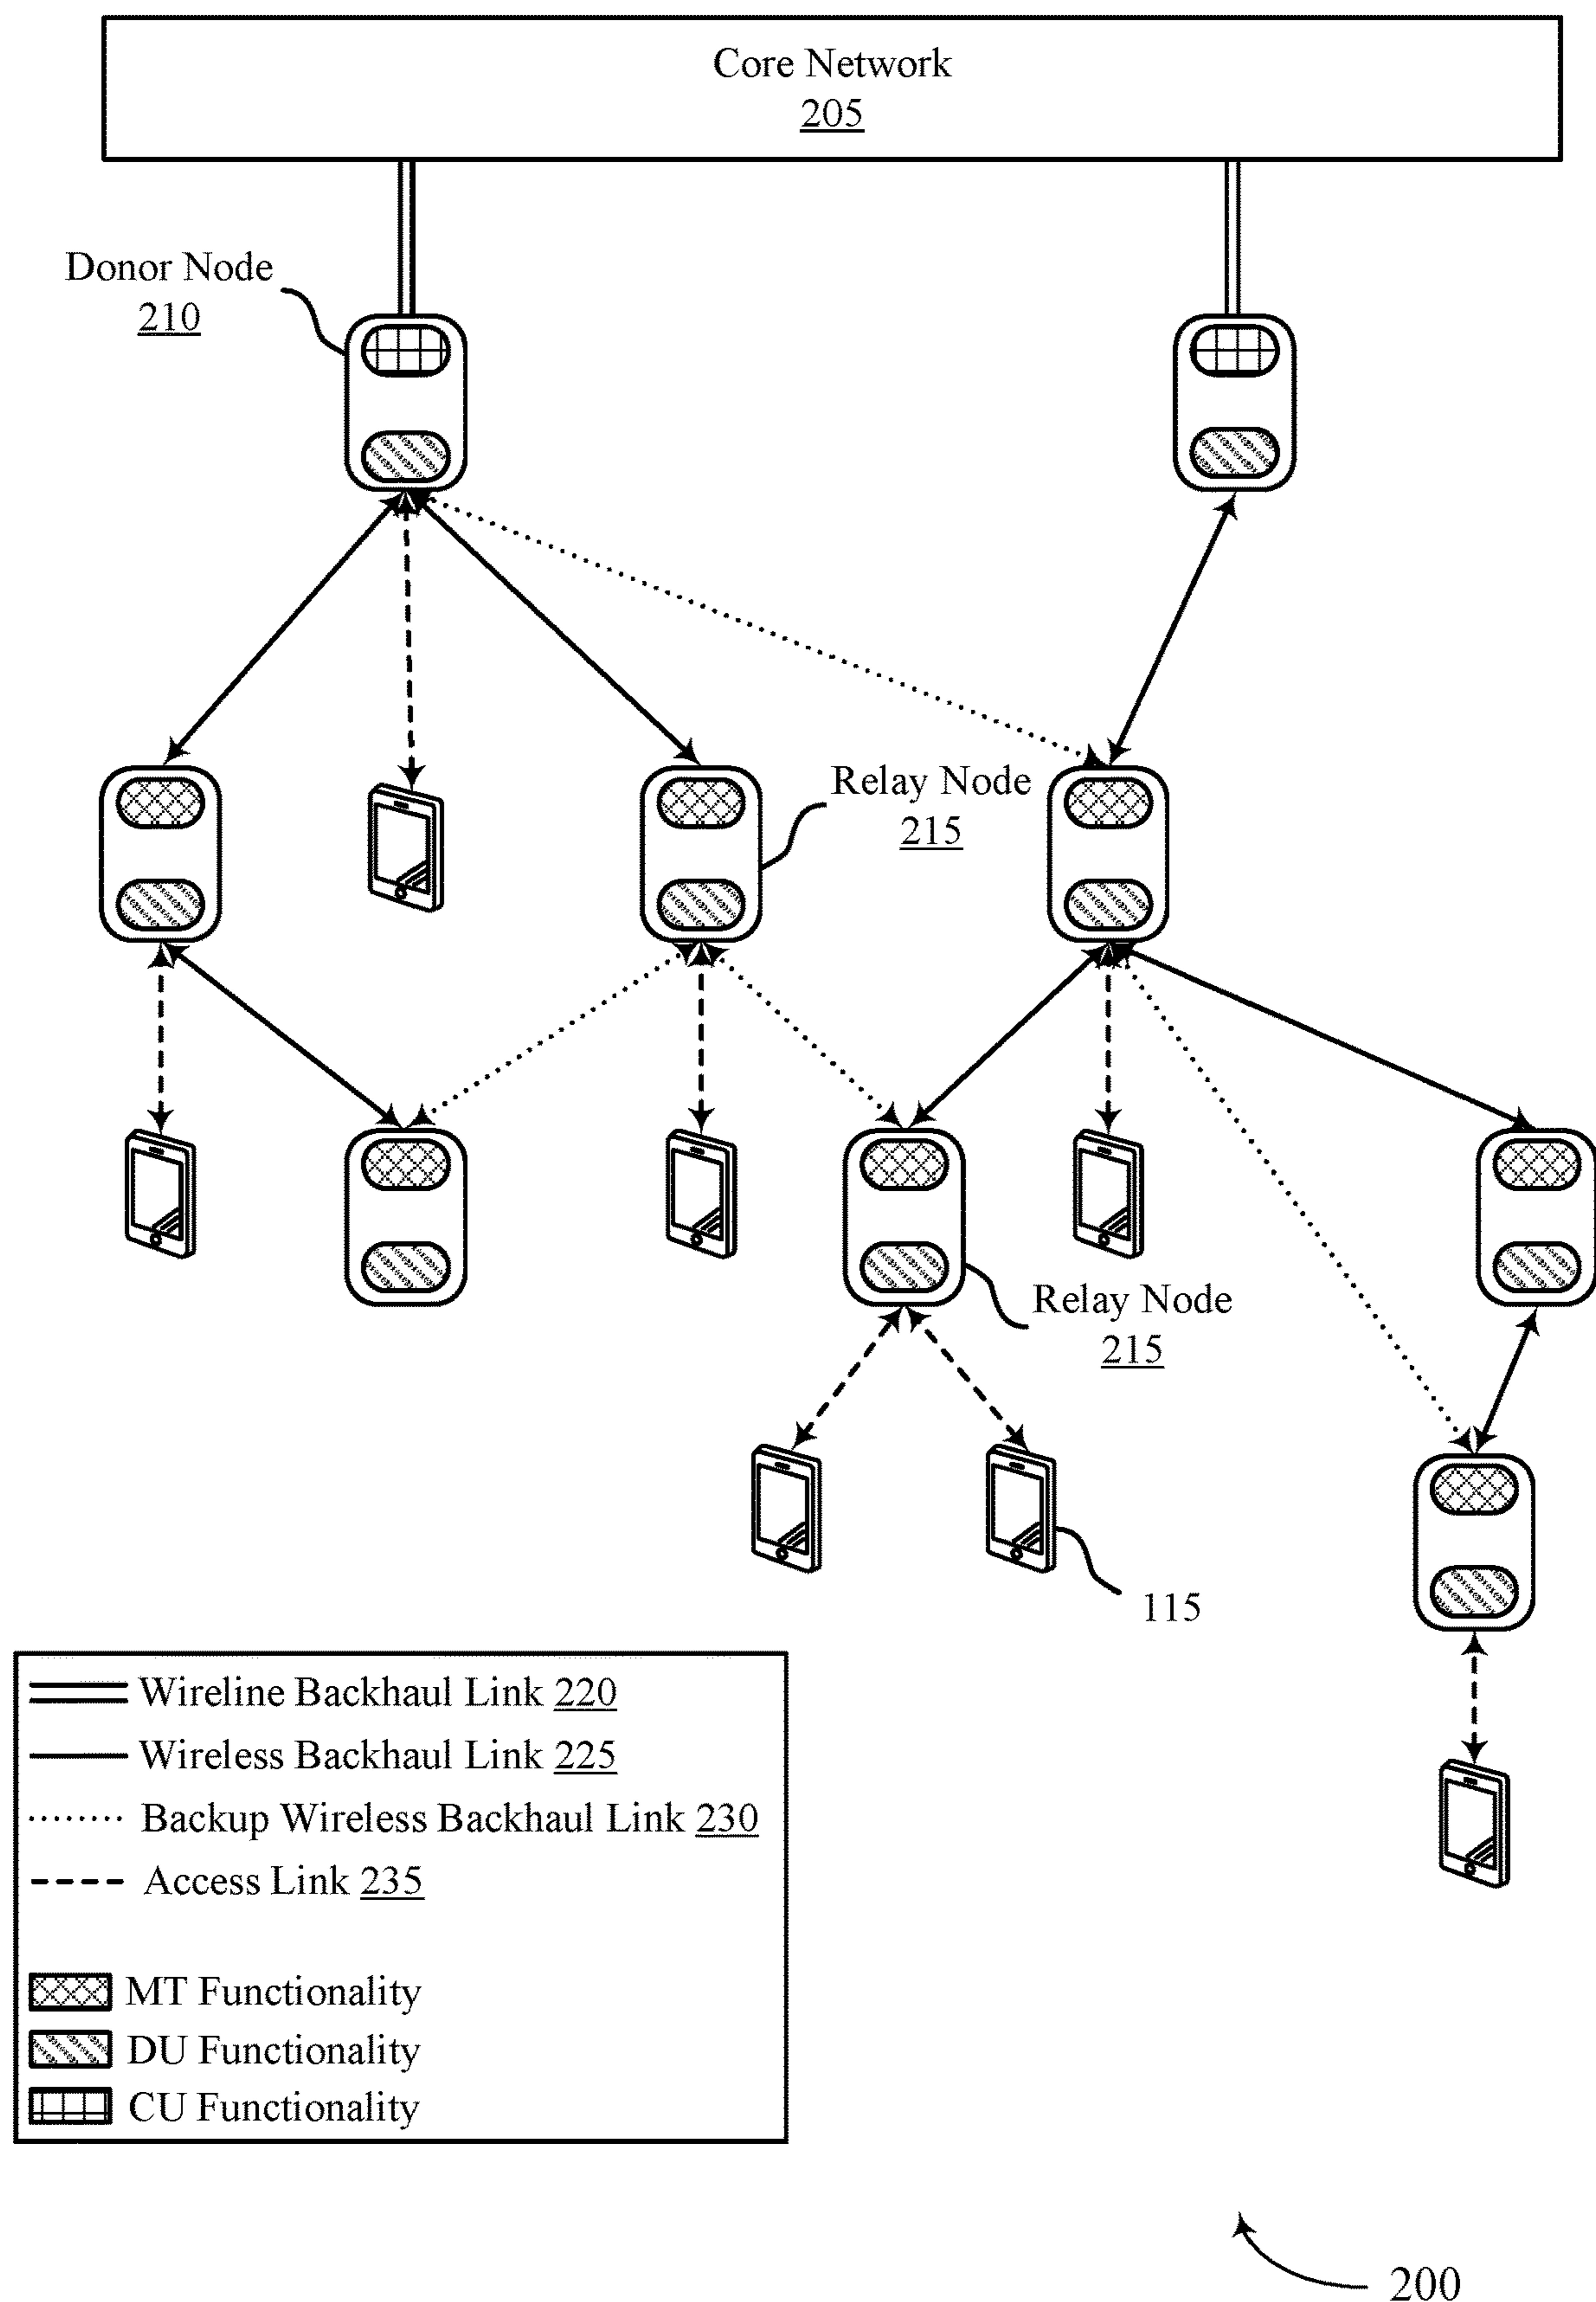 Core Network
205
Donor Node
210
Relay Node
215
Relay Node
215
115
Wireline Backhaul Link 220
Wireless Backhaul Link 225
Backup Wireless Backhaul Link 230
Access Link 235
MT Functionality
DU Functionality
CU Functionality
200